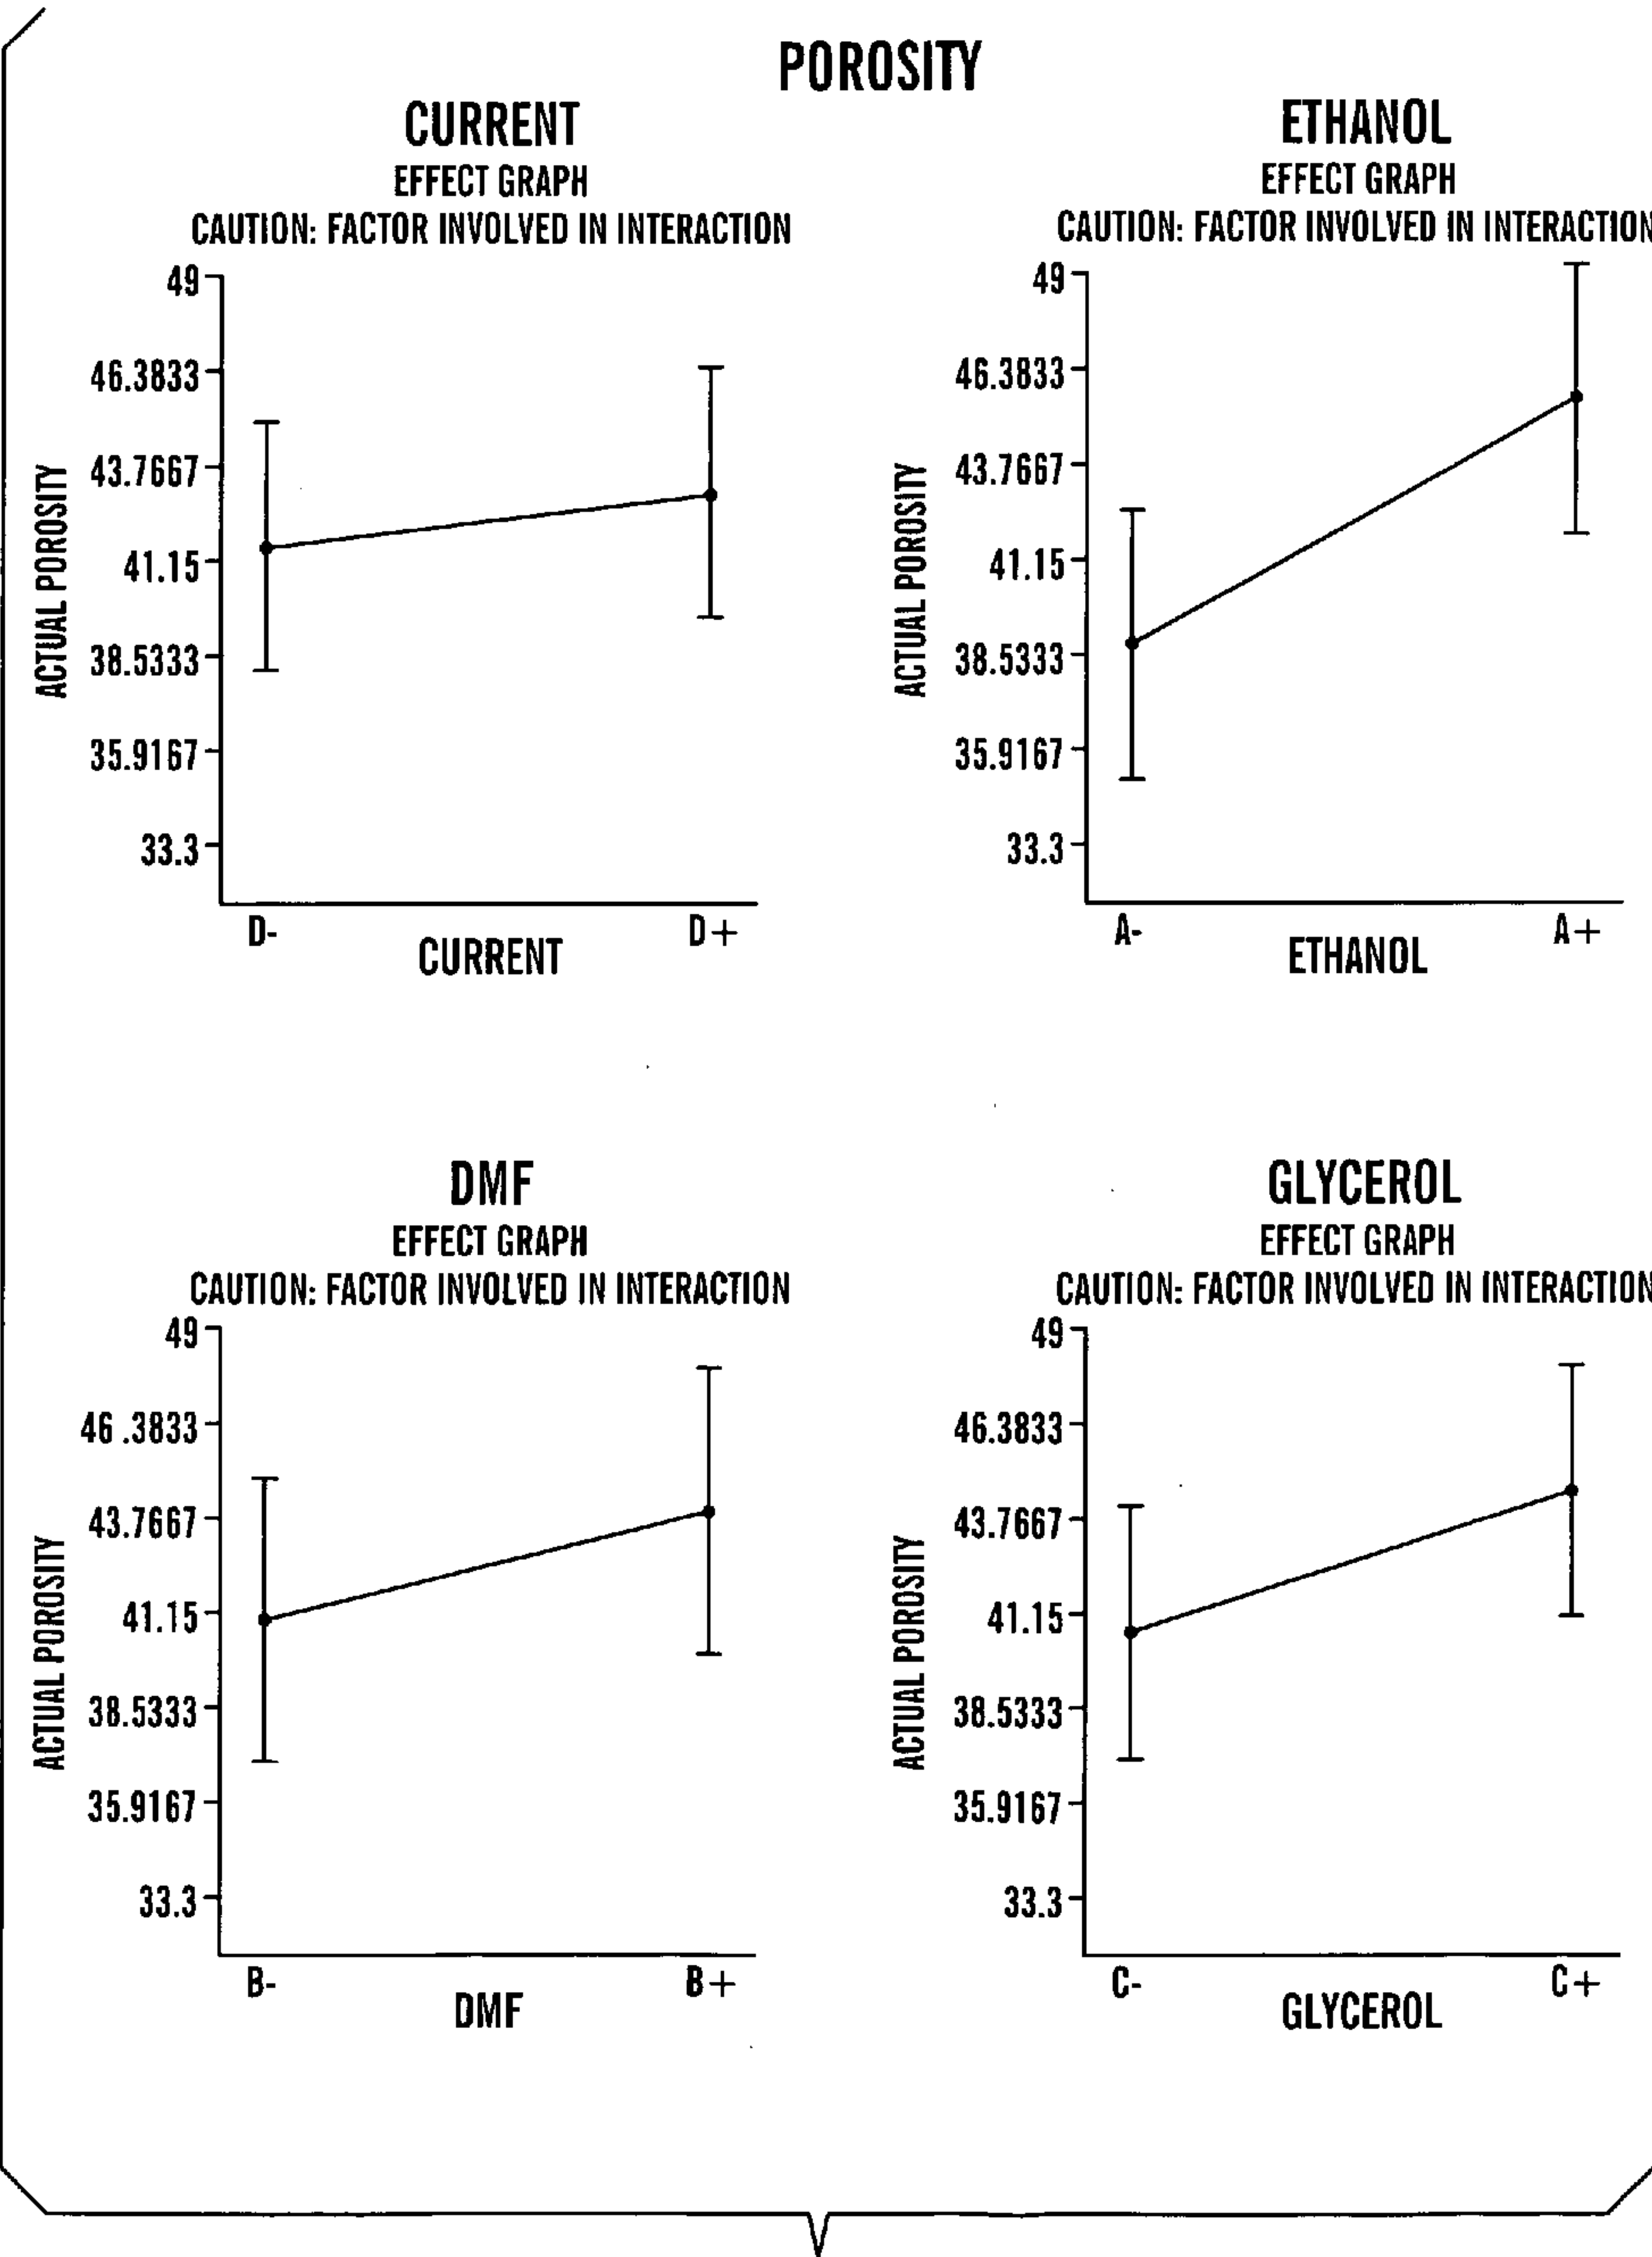 POROSITY
CURRENT
EFFECT GRAPH
CAUTION: FACTOR INVOLVED IN INTERACTION
49
46.3833
43.7667
41.15
38.5333
35.9167
33.3
ACTUAL POROSITY
D-
D+
CURRENT
ETHANOL
EFFECT GRAPH
CAUTION: FACTOR INVOLVED IN INTERACTION
49
46.3833
43.7667
41.15
38.5333
35.9167
33.3
ACTUAL POROSITY
A-
A+
ETHANOL
DMF
EFFECT GRAPH
CAUTION: FACTOR INVOLVED IN INTERACTION
49
46 .3833
43.7667
41.15
38.5333
35.9167
33.3
ACTUAL POROSITY
B-
B+
DMF
GLYCEROL
EFFECT GRAPH
CAUTION: FACTOR INVOLVED IN INTERACTION
49
46.3833
43.7667
41.15
38.5333
35.9167
33.3
ACTUAL POROSITY
C-
C+
GLYCEROL